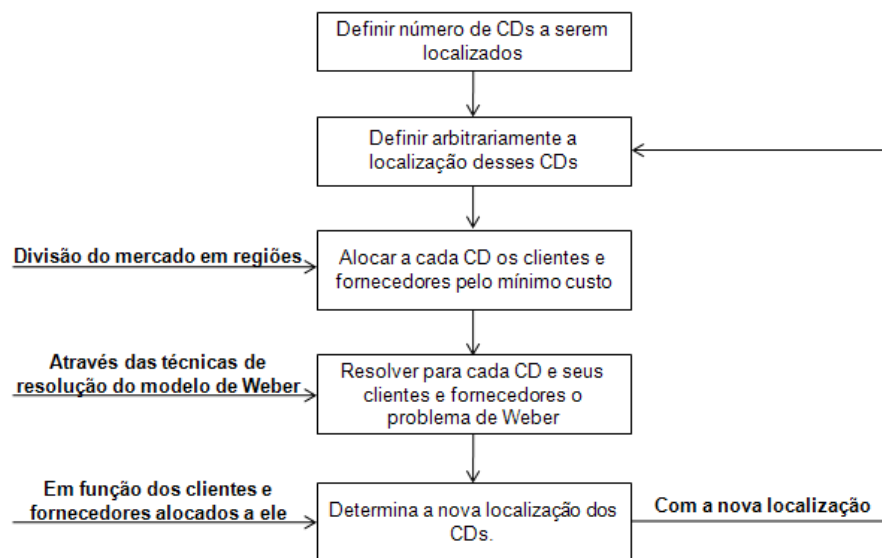 Definir número de CDs a serem
localizados
Definir arbitrariamente a
localização desses CDs
Divisão do mercado em regiões
Alocar a cada CD os clientes e
fornecedores pelo mínimo custo
Através das técnicas de
resolução do modelo de Weber
Resolver para cada CD e seus
clientes e fornecedores o
problema de Weber
Em função dos clientes e
fornecedores alocados a ele
Determina a nova localização dos
CDs.
Com a nova localização